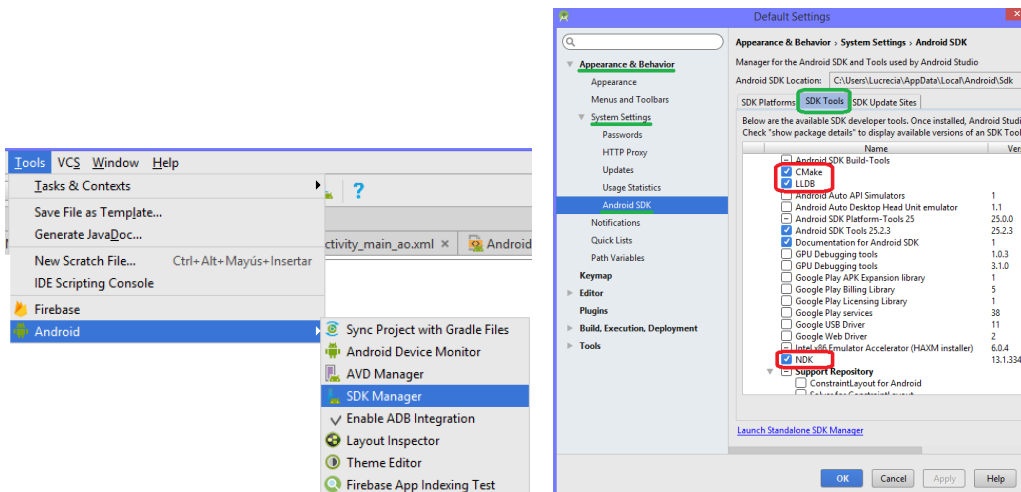 Tools VCS Window Help
Tasks & Contexts
Save File as Template...
Generate JavaDoc...
New Scratch File... Ctrl+Alt+Mayús+Insertar
IDE Scripting Console
Firebase
Android
ctivity_main_ao.xml × Android
Sync Project with Gradle Files
Android Device Monitor
AVD Manager
SDK Manager
Enable ADB Integration
Layout Inspector
Theme Editor
Firebase App Indexing Test
Default Settings
Appearance & Behavior
Appearance
Menus and Toolbars
System Settings
Passwords
HTTP Proxy
Updates
Usage Statistics
Android SDK
Notifications
Quick Lists
Path Variables
Keymap
Editor
Plugins
Build, Execution, Deployment
Tools
Appearance & Behavior › System Settings › Android SDK
Manager for the Android SDK and Tools used by Android Studio
Android SDK Location: C:\Users\Lucrecia\AppData\Local\Android\Sdk
SDK Platforms SDK Tools SDK Update Sites
Below are the available SDK developer tools. Once installed, Android Studi
Check "show package details" to display available versions of an SDK Tool
Name Ver
Android SDK Build-Tools
CMake
LLDB
Android Auto API Simulators 1
Android Auto Desktop Head Unit emulator 1.1
Android SDK Platform-Tools 25 25.0.0
Android SDK Tools 25.2.3 25.2.3
Documentation for Android SDK 1
GPU Debugging tools 1.0.3
GPU Debugging tools 3.1.0
Google Play APK Expansion library 1
Google Play Billing Library 5
Google Play Licensing Library 1
Google Play services 38
Google USB Driver 11
Google Web Driver 2
Intel x86 Emulator Accelerator (HAXM installer) 6.0.4
NDK 13.1.334
Support Repository
ConstraintLayout for Android
Solver for ConstraintLayout
Launch Standalone SDK Manager
OK Cancel Apply Help